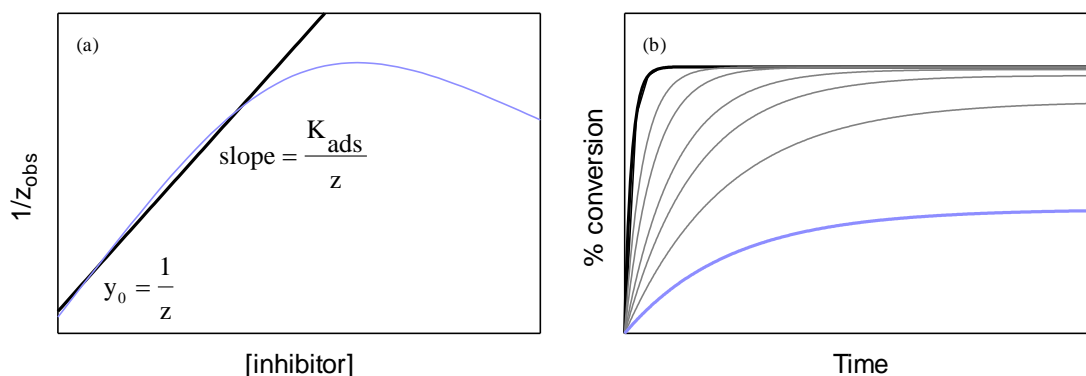 (a)
1/z_obs
slope = K_ads / z
y_0 = 1 / z
[inhibitor]
(b)
% conversion
Time